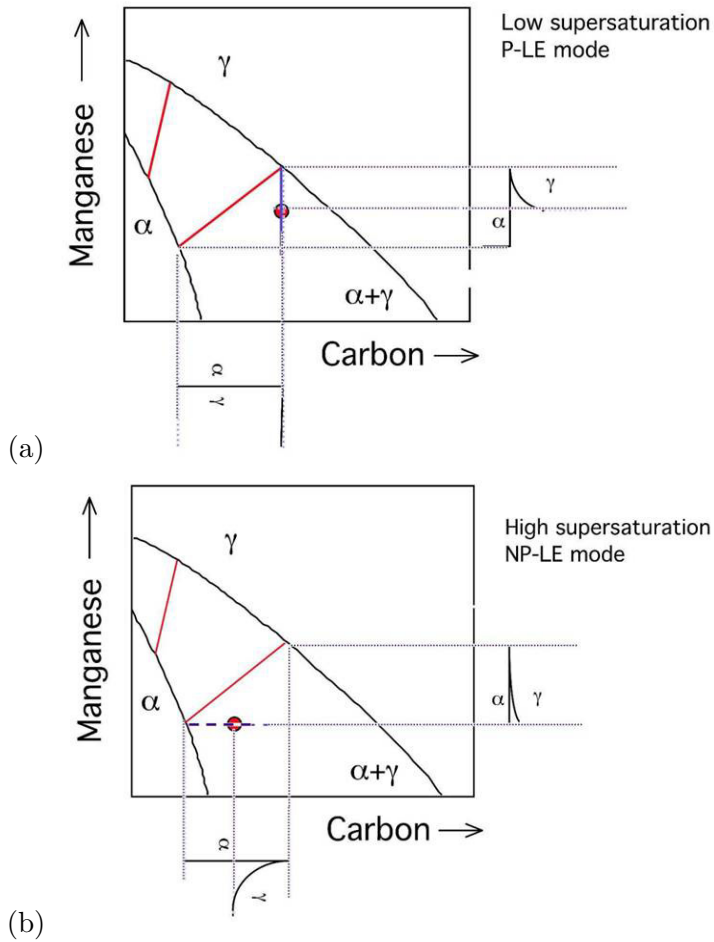 Low supersaturation
P-LE mode
γ
Manganese
α
α+γ
Carbon
α
γ
α
γ
(a)
High supersaturation
NP-LE mode
γ
Manganese
α
α+γ
Carbon
α
γ
α
γ
(b)